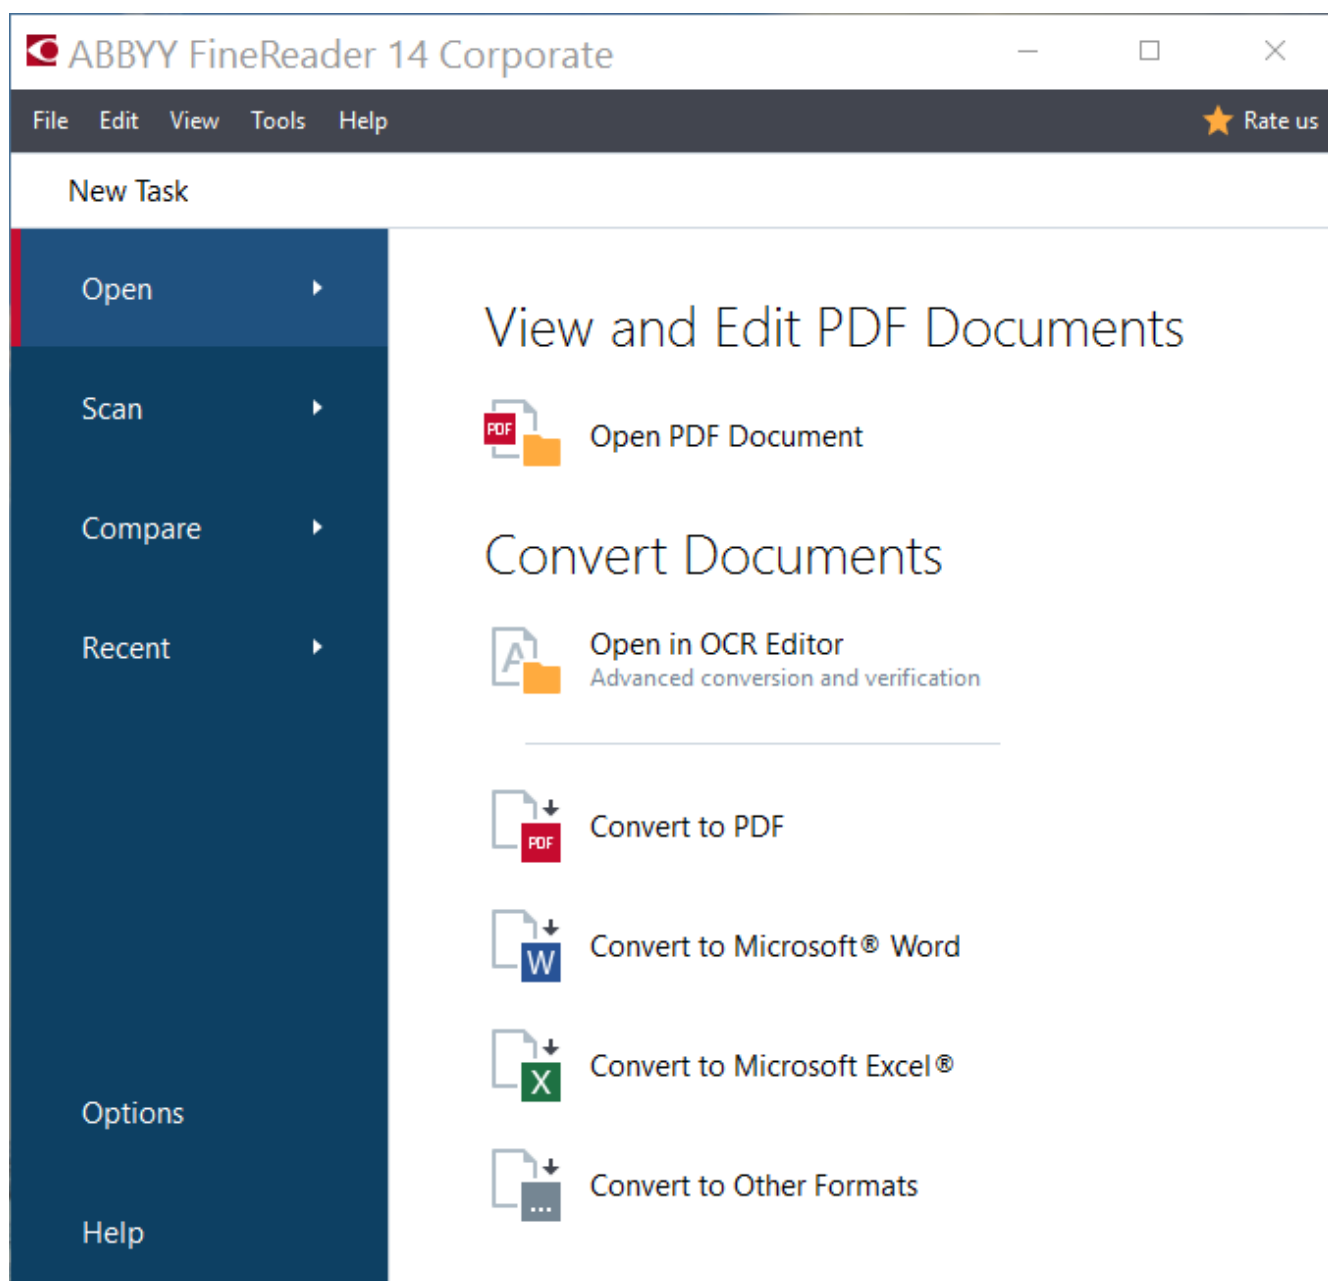 ABBYY FineReader 14 Corporate
File Edit View Tools Help Rate us
New Task
Open
Scan
Compare
Recent
Options
Help
View and Edit PDF Documents
PDF
Open PDF Document
Convert Documents
A
Open in OCR Editor
Advanced conversion and verification
PDF
Convert to PDF
W
Convert to Microsoft® Word
X
Convert to Microsoft Excel®
...
Convert to Other Formats